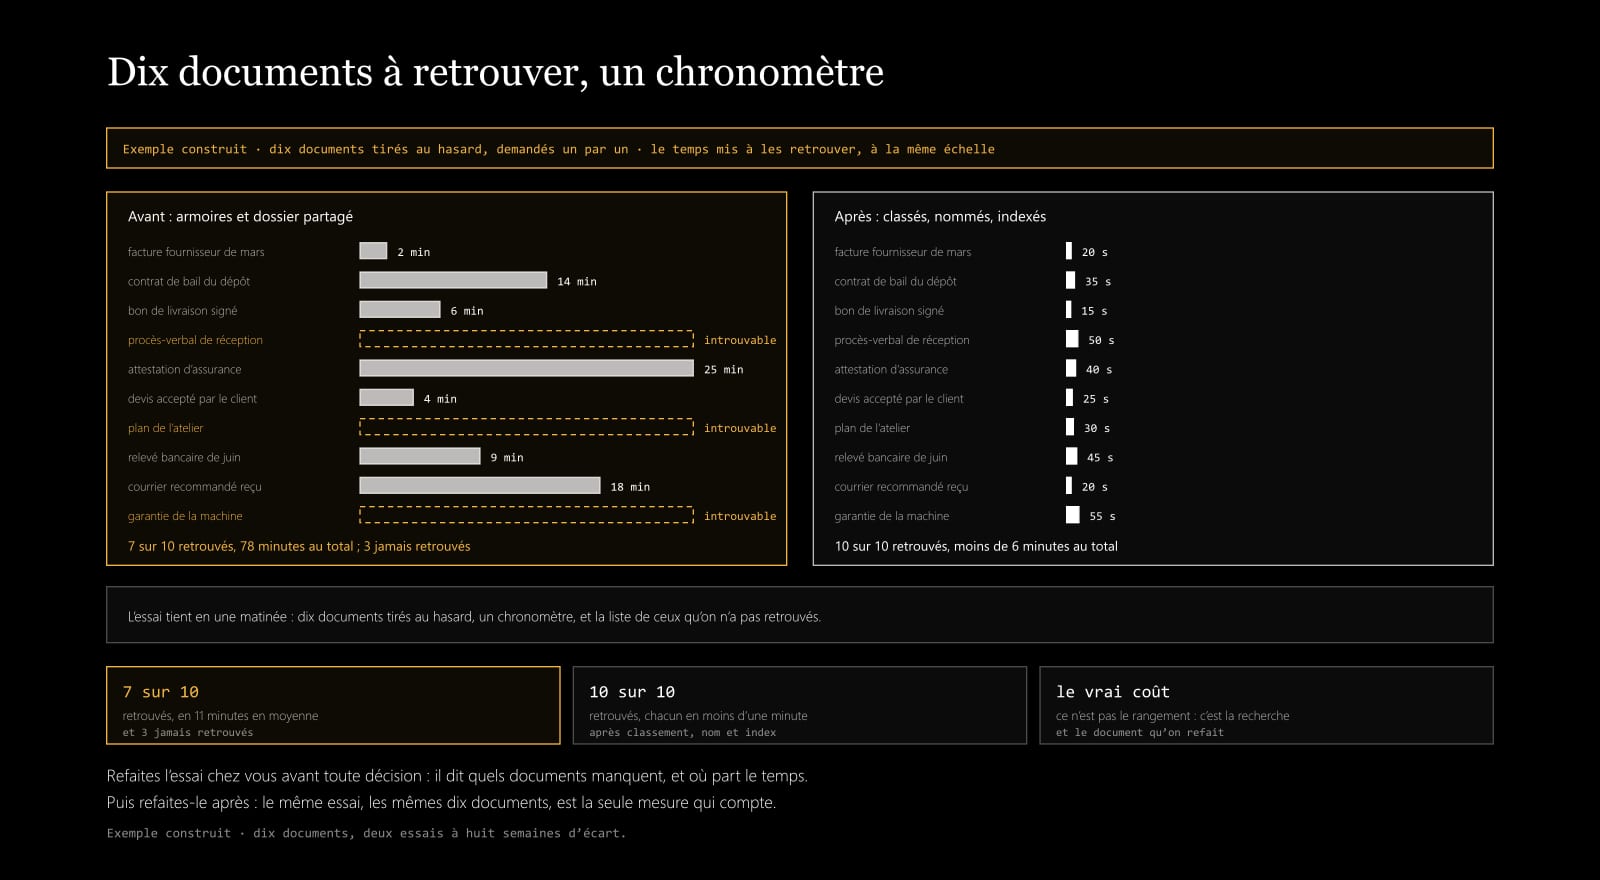 Dix documents à retrouver, un chronomètre
Exemple construit · dix documents tirés au hasard, demandés un par un · le temps mis à les retrouver, à la même échelle
Avant : armoires et dossier partagé
facture fournisseur de mars 2 min
contrat de bail du dépôt 14 min
bon de livraison signé 6 min
procès-verbal de réception introuvable
attestation d’assurance 25 min
devis accepté par le client 4 min
plan de l’atelier introuvable
relevé bancaire de juin 9 min
courrier recommandé reçu 18 min
garantie de la machine introuvable
7 sur 10 retrouvés, 78 minutes au total ; 3 jamais retrouvés
Après : classés, nommés, indexés
facture fournisseur de mars 20 s
contrat de bail du dépôt 35 s
bon de livraison signé 15 s
procès-verbal de réception 50 s
attestation d’assurance 40 s
devis accepté par le client 25 s
plan de l’atelier 30 s
relevé bancaire de juin 45 s
courrier recommandé reçu 20 s
garantie de la machine 55 s
10 sur 10 retrouvés, moins de 6 minutes au total
L’essai tient en une matinée : dix documents tirés au hasard, un chronomètre, et la liste de ceux qu’on n’a pas retrouvés.
7 sur 10
retrouvés, en 11 minutes en moyenne
et 3 jamais retrouvés
10 sur 10
retrouvés, chacun en moins d’une minute
après classement, nom et index
le vrai coût
ce n’est pas le rangement : c’est la recherche
et le document qu’on refait
Refaites l’essai chez vous avant toute décision : il dit quels documents manquent, et où part le temps.
Puis refaites-le après : le même essai, les mêmes dix documents, est la seule mesure qui compte.
Exemple construit · dix documents, deux essais à huit semaines d’écart.